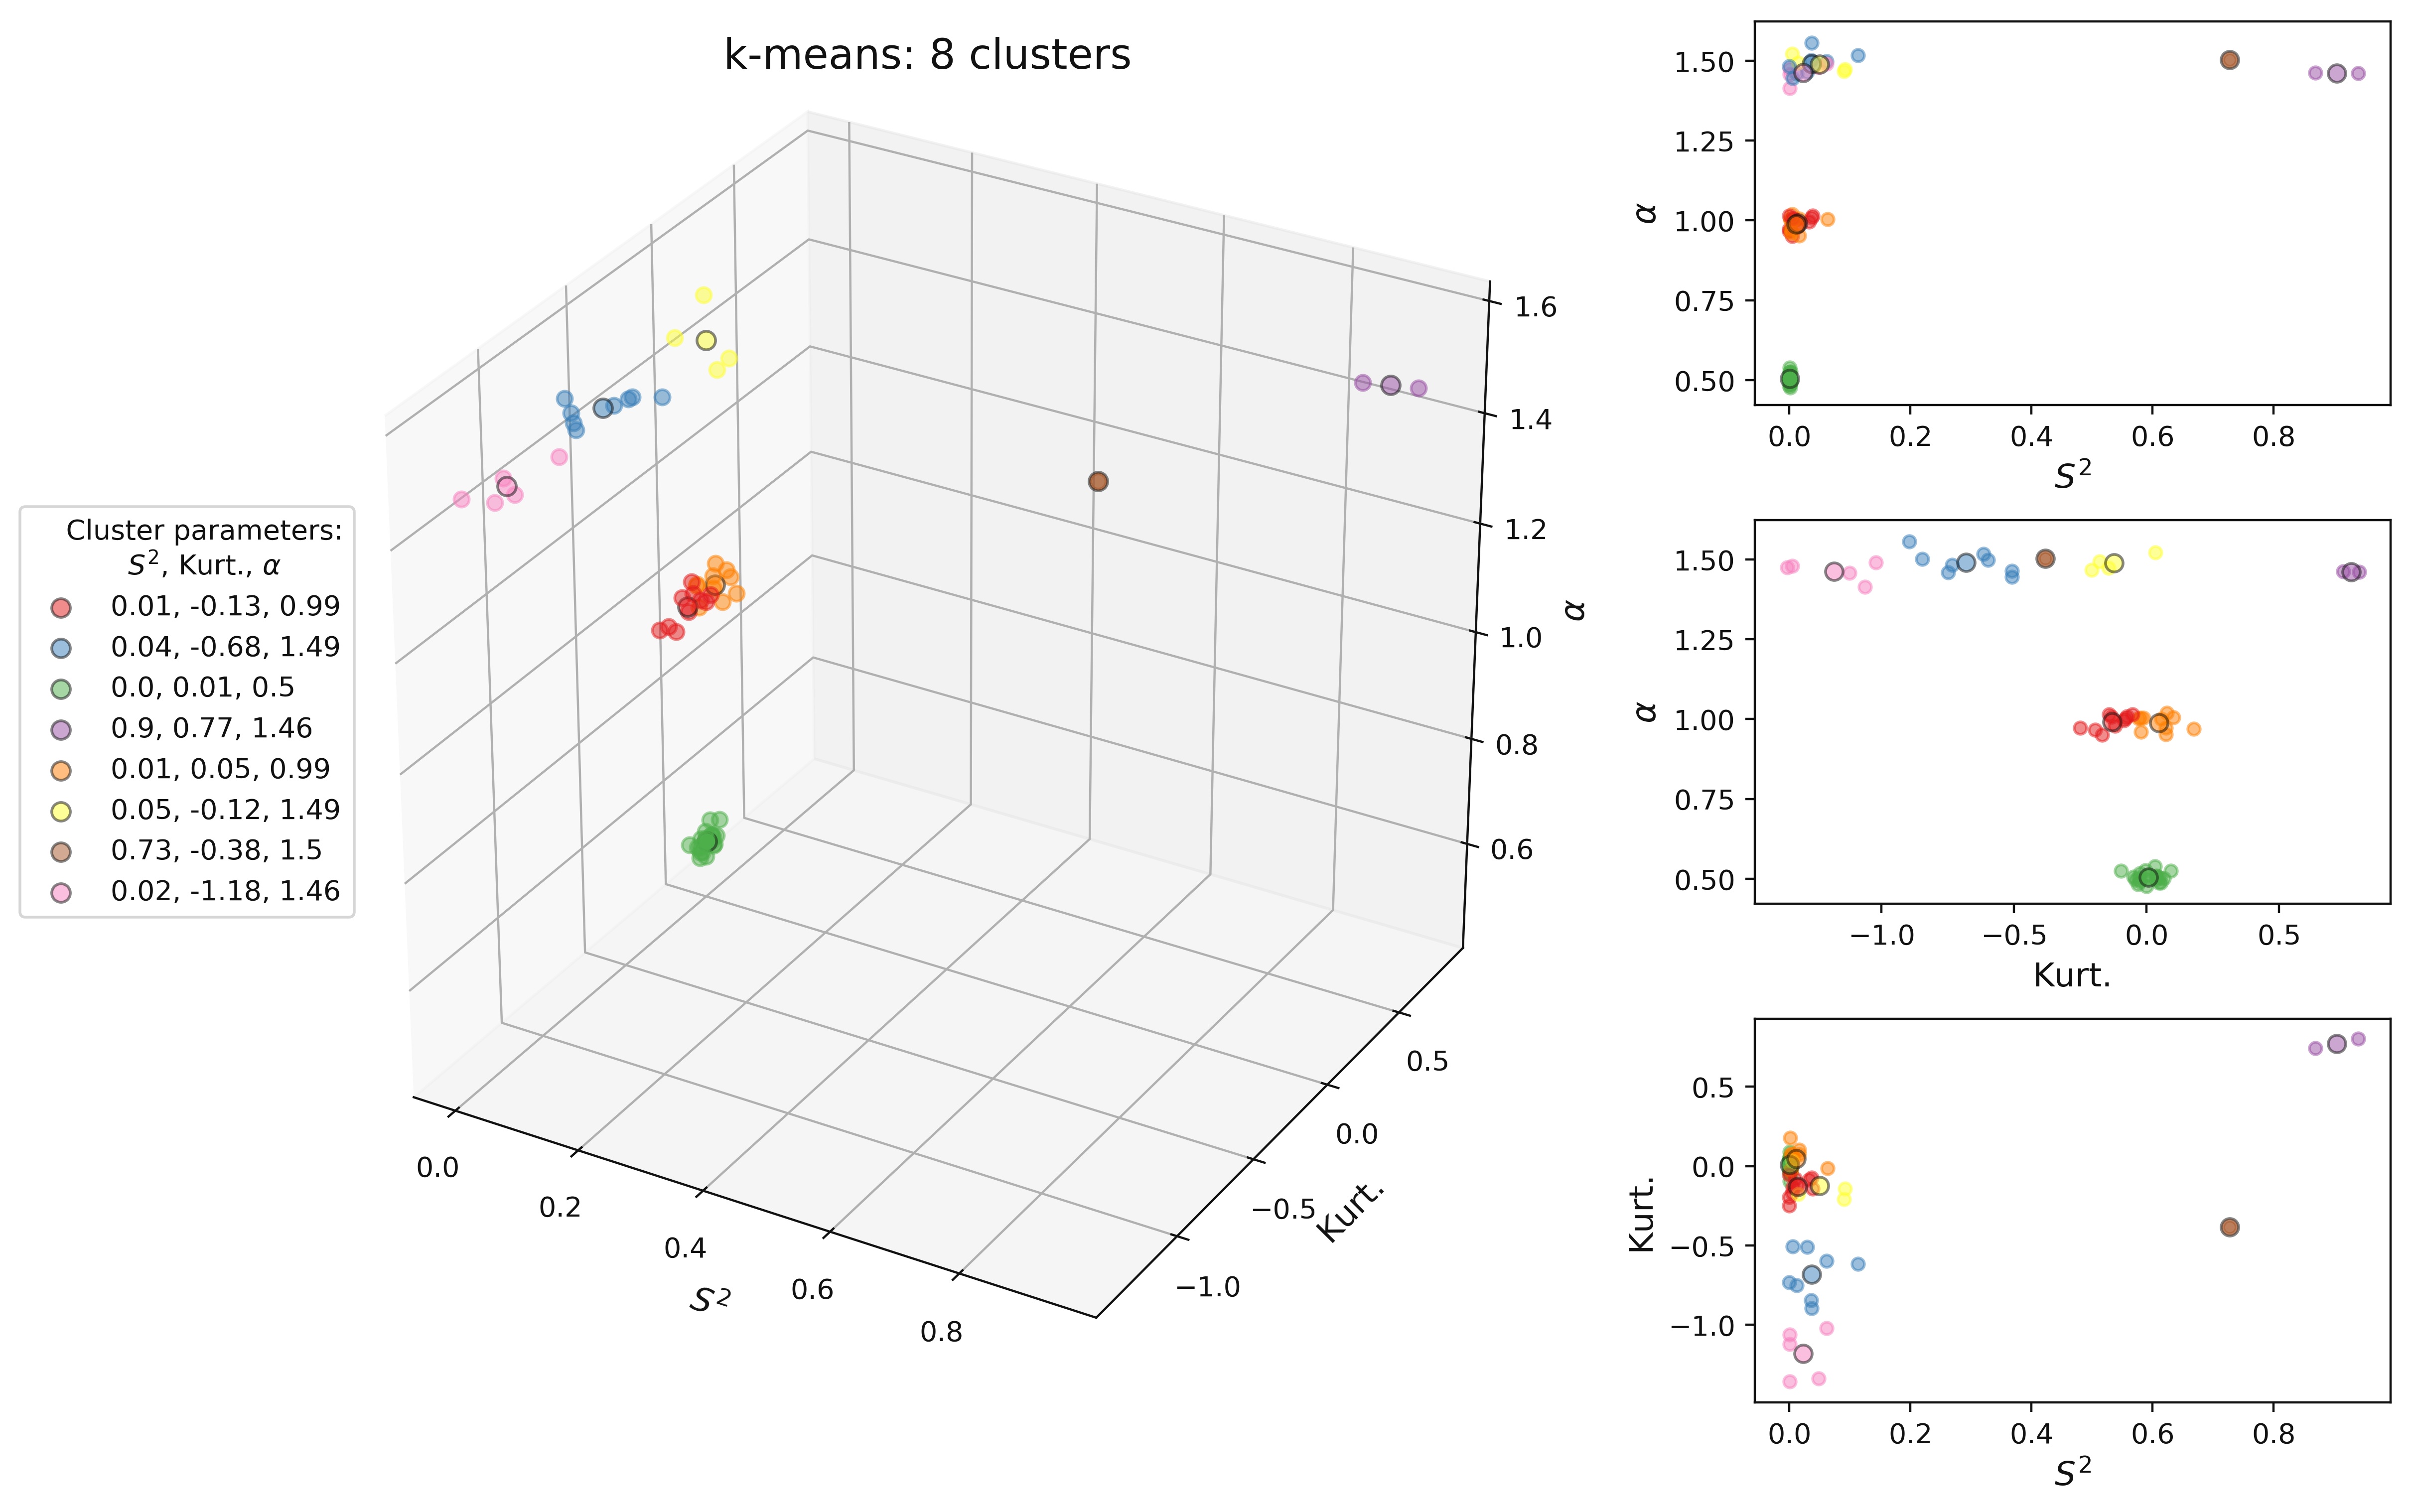 k-means: 8 clusters
Cluster parameters:
S², Kurt., α
0.01, -0.13, 0.99
0.04, -0.68, 1.49
0.0, 0.01, 0.5
0.9, 0.77, 1.46
0.01, 0.05, 0.99
0.05, -0.12, 1.49
0.73, -0.38, 1.5
0.02, -1.18, 1.46
1.6
1.4
1.2
1.0
0.8
0.6
α
0.0
0.2
0.4
0.6
0.8
S²
0.5
0.0
−0.5
−1.0
Kurt.
1.50
1.25
1.00
0.75
0.50
α
0.0 0.2 0.4 0.6 0.8
S²
1.50
1.25
1.00
0.75
0.50
α
−1.0 −0.5 0.0 0.5
Kurt.
0.5
0.0
−0.5
−1.0
Kurt.
0.0 0.2 0.4 0.6 0.8
S²